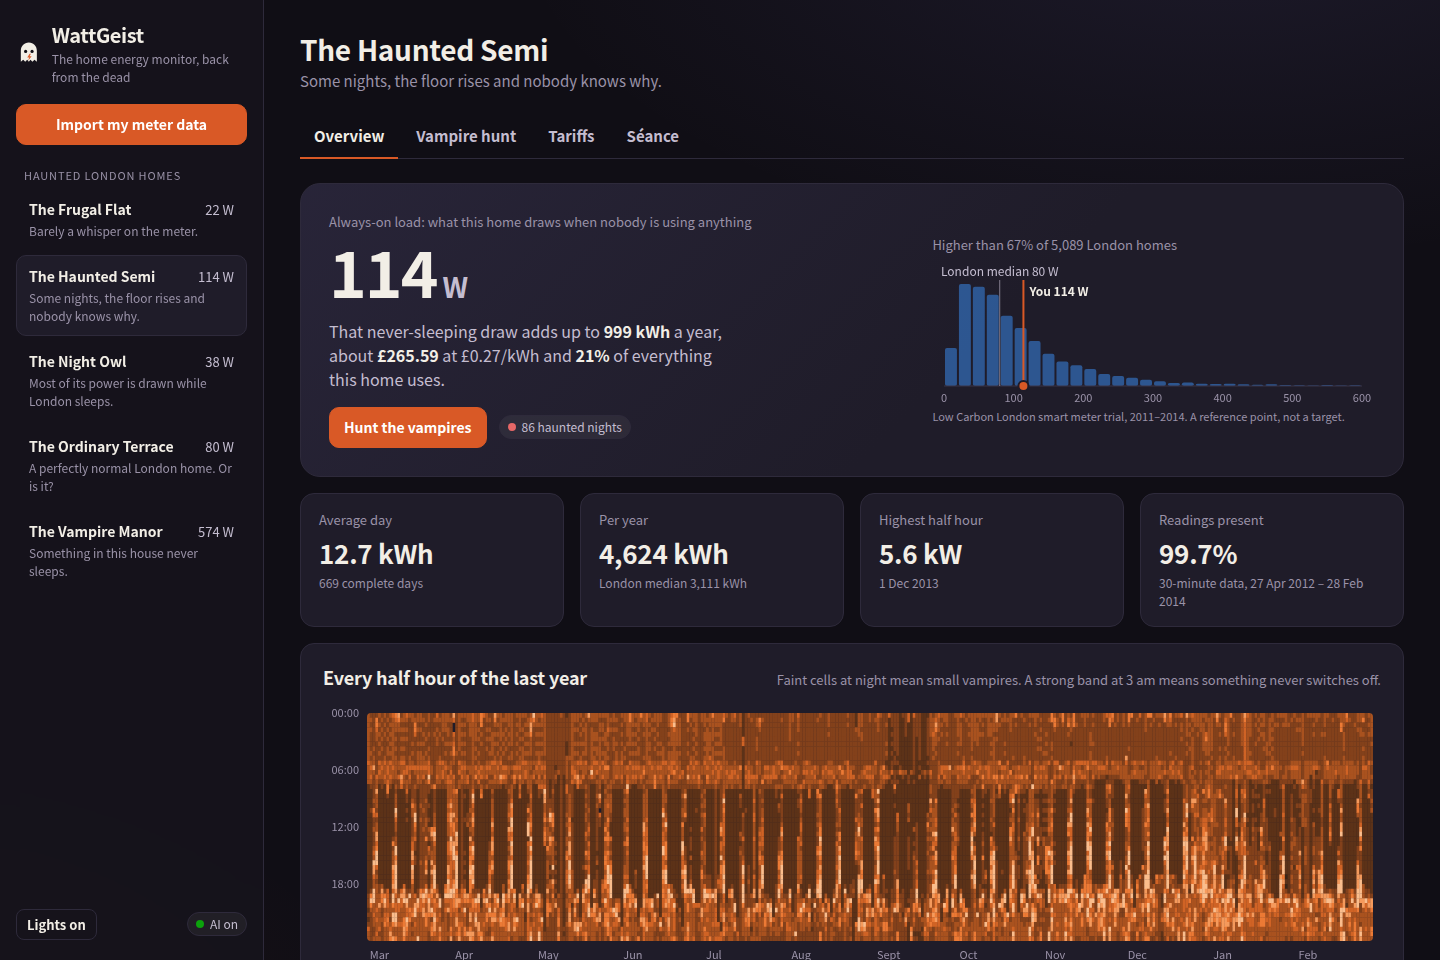 WattGeist
The home energy monitor, back
from the dead
Import my meter data
HAUNTED LONDON HOMES
The Frugal Flat 22 W
Barely a whisper on the meter.
The Haunted Semi 114 W
Some nights, the floor rises and
nobody knows why.
The Night Owl 38 W
Most of its power is drawn while
London sleeps.
The Ordinary Terrace 80 W
A perfectly normal London home. Or
is it?
The Vampire Manor 574 W
Something in this house never
sleeps.
Lights on
AI on
The Haunted Semi
Some nights, the floor rises and nobody knows why.
Overview Vampire hunt Tariffs Séance
Always-on load: what this home draws when nobody is using anything
114 W
That never-sleeping draw adds up to 999 kWh a year,
about £265.59 at £0.27/kWh and 21% of everything
this home uses.
Hunt the vampires
86 haunted nights
Higher than 67% of 5,089 London homes
London median 80 W
You 114 W
0 100 200 300 400 500 600
Low Carbon London smart meter trial, 2011–2014. A reference point, not a target.
Average day
12.7 kWh
669 complete days
Per year
4,624 kWh
London median 3,111 kWh
Highest half hour
5.6 kW
1 Dec 2013
Readings present
99.7%
30-minute data, 27 Apr 2012 – 28 Feb
2014
Every half hour of the last year
Faint cells at night mean small vampires. A strong band at 3 am means something never switches off.
00:00
06:00
12:00
18:00
Mar Apr May Jun Jul Aug Sept Oct Nov Dec Jan Feb